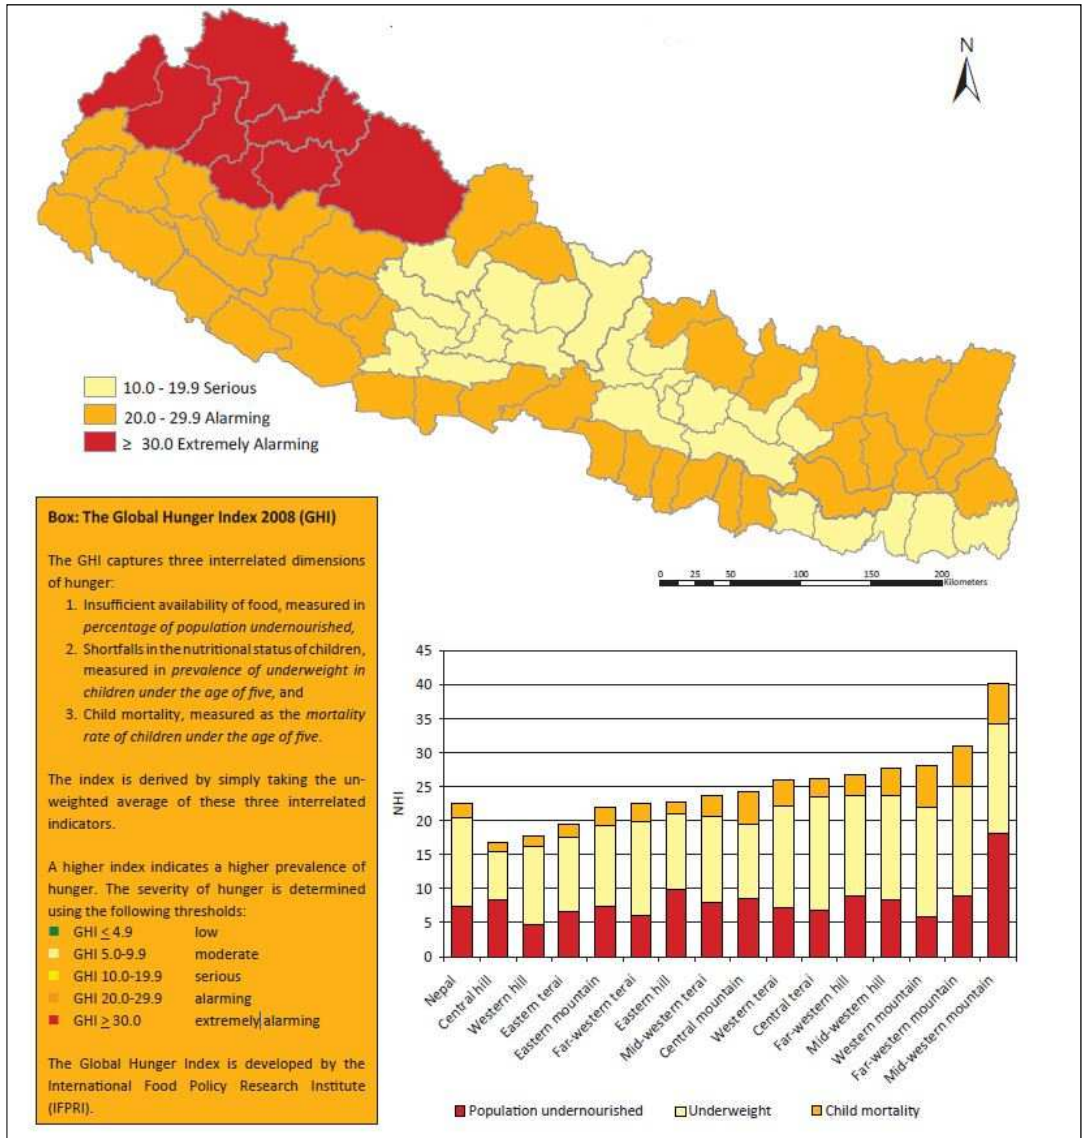 N
10.0 - 19.9 Serious
20.0 - 29.9 Alarming
≥ 30.0 Extremely Alarming
0 25 50 100 150 200
Kilometers
Box: The Global Hunger Index 2008 (GHI)
The GHI captures three interrelated dimensions
of hunger:
1. Insufficient availability of food, measured in
percentage of population undernourished,
2. Shortfalls in the nutritional status of children,
measured in prevalence of underweight in
children under the age of five, and
3. Child mortality, measured as the mortality
rate of children under the age of five.
The index is derived by simply taking the un-
weighted average of these three interrelated
indicators.
A higher index indicates a higher prevalence of
hunger. The severity of hunger is determined
using the following thresholds:
GHI ≤ 4.9 low
GHI 5.0-9.9 moderate
GHI 10.0-19.9 serious
GHI 20.0-29.9 alarming
GHI ≥ 30.0 extremely alarming
The Global Hunger Index is developed by the
International Food Policy Research Institute
(IFPRI).
45
40
35
30
25
20
15
10
5
0
NHI
Nepal
Central hill
Western hill
Eastern terai
Eastern mountain
Far-western terai
Eastern hill
Mid-western terai
Central mountain
Western terai
Central terai
Far-western hill
Mid-western hill
Western mountain
Far-western mountain
Mid-western mountain
Population undernourished Underweight Child mortality